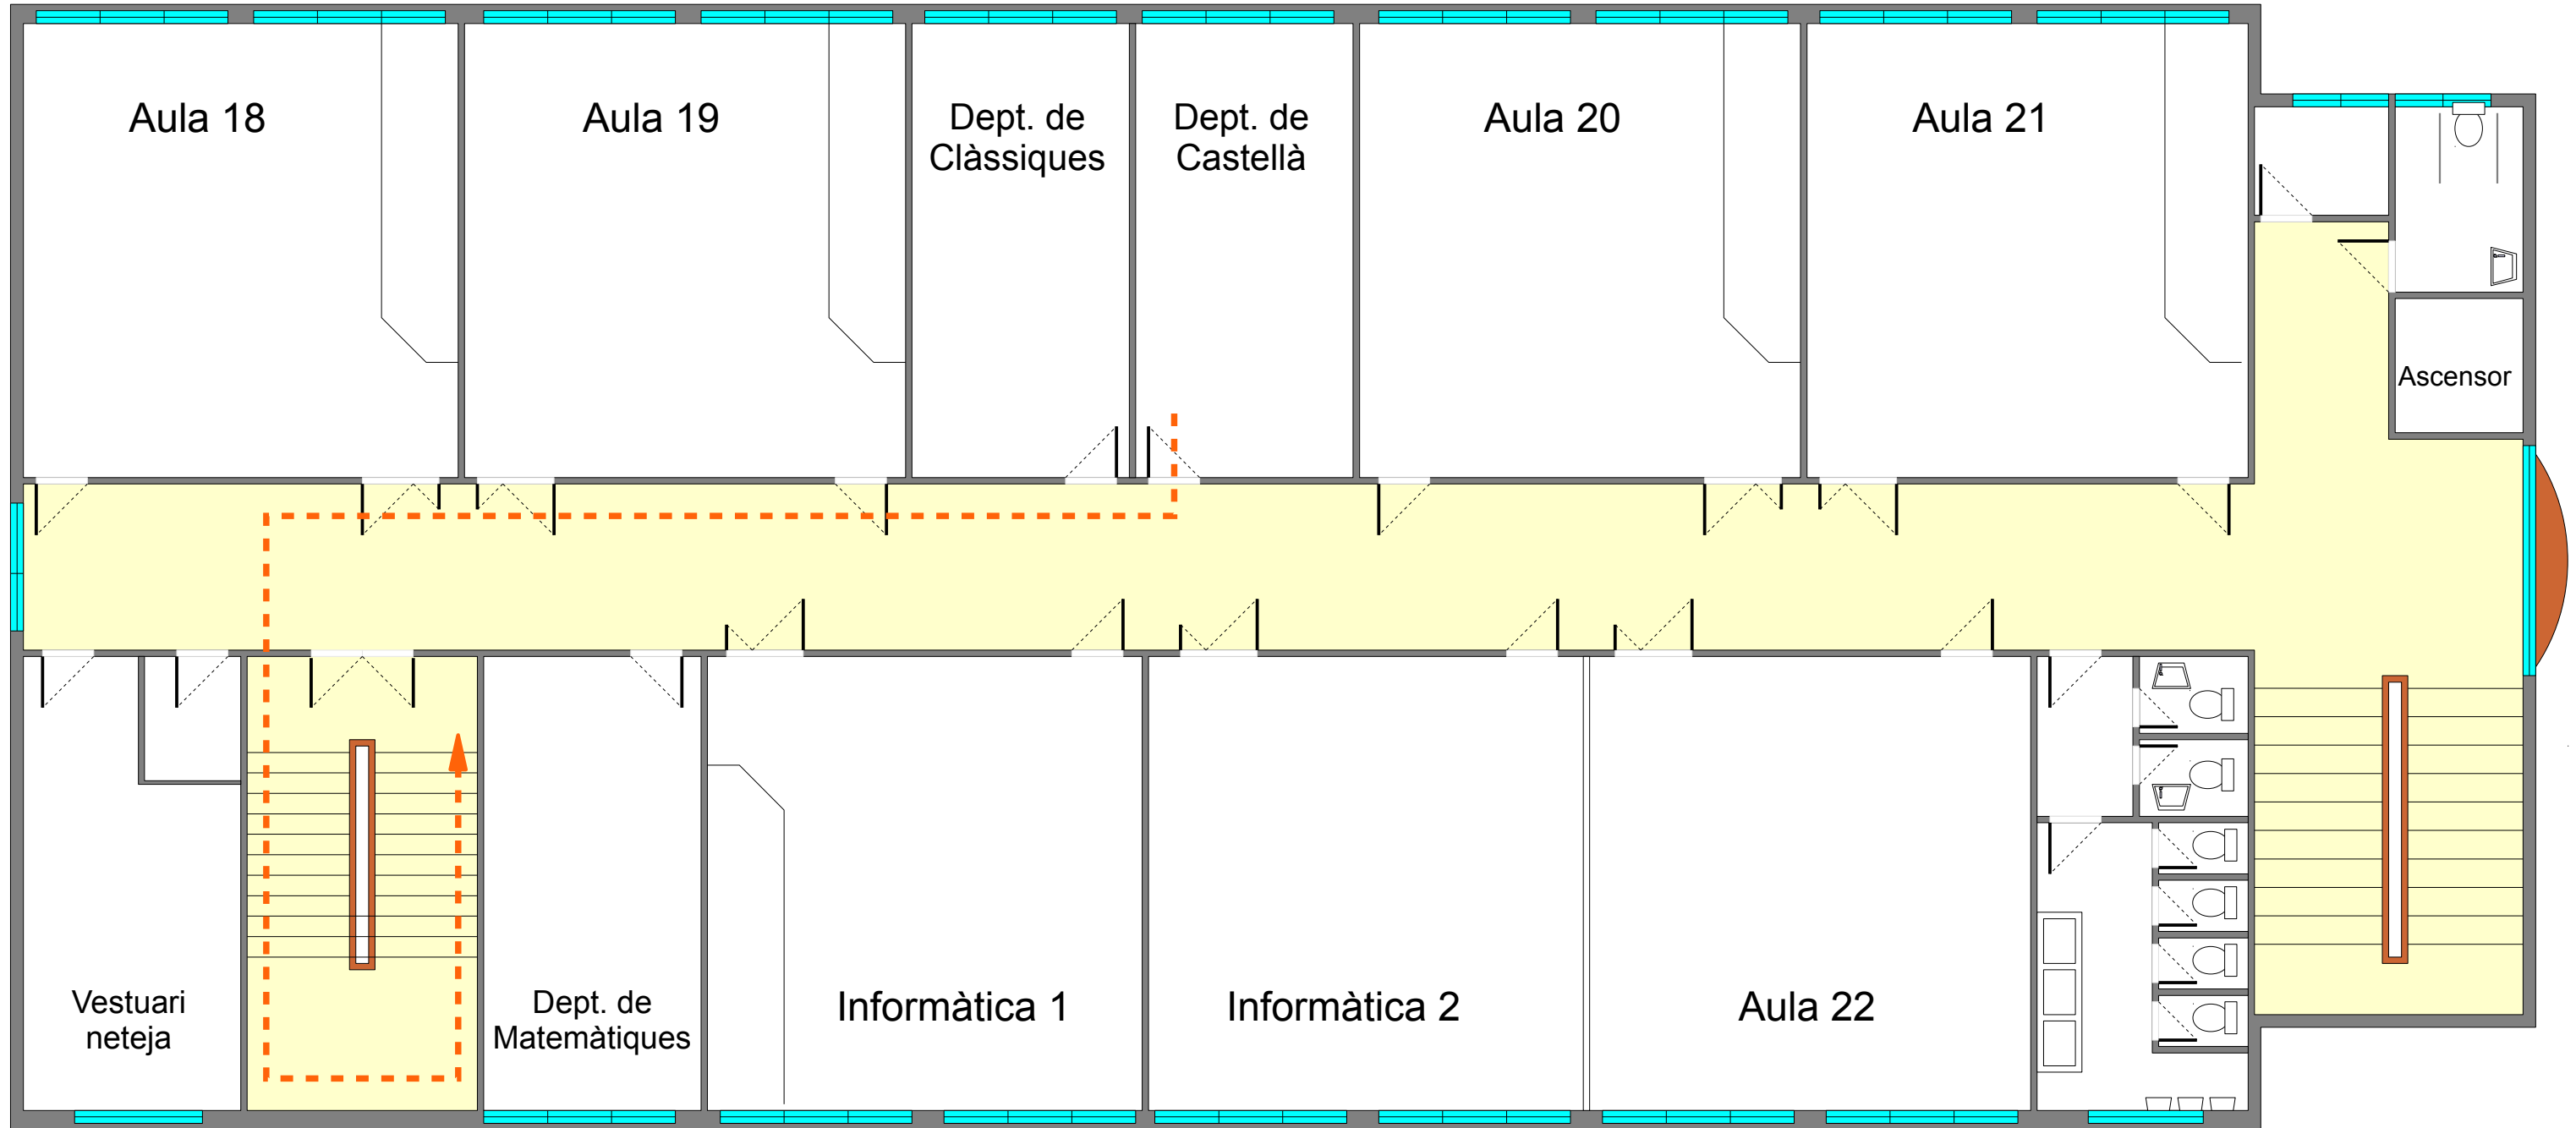 Aula 18
Aula 19
Dept. de
Clàssiques
Dept. de
Castellà
Aula 20
Aula 21
Ascensor
Vestuari
neteja
Dept. de
Matemàtiques
Informàtica 1
Informàtica 2
Aula 22